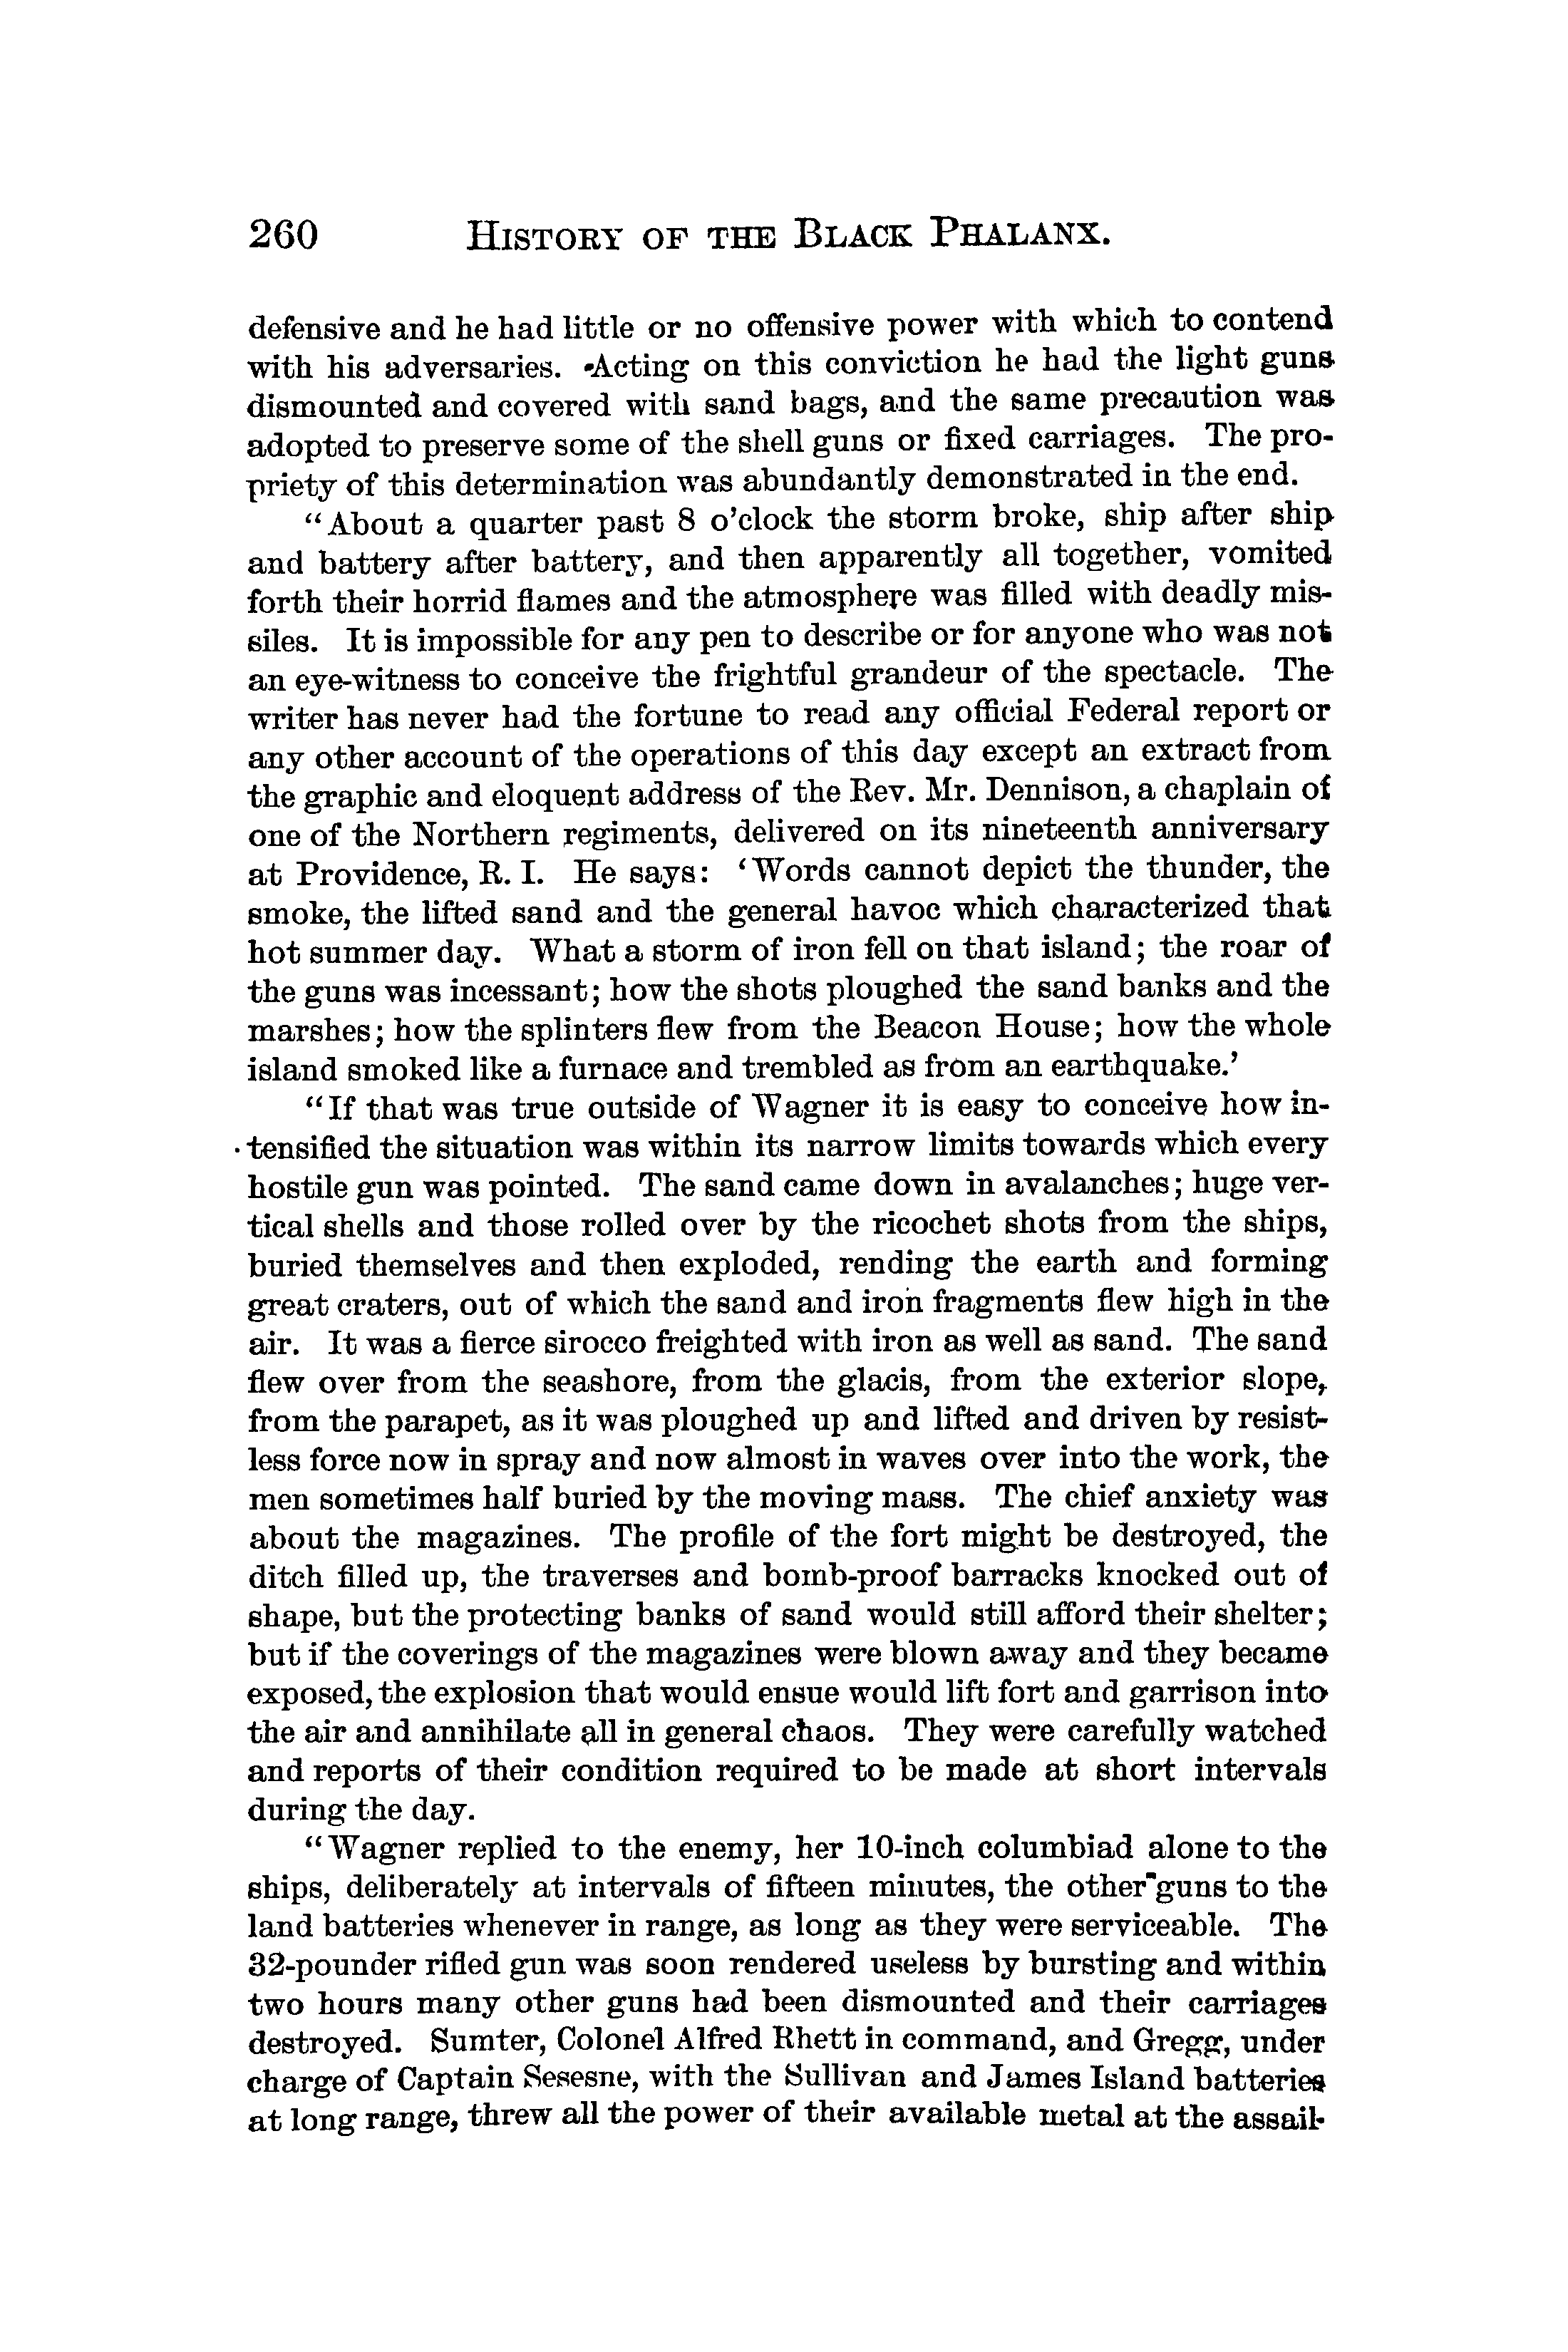 260 HISTORY OF THE BLACK PHALANX.
defensive and he had little or no offensive power with which to contend
with his adversaries. Acting on this conviction he had the light guns
dismounted and covered with sand bags, and the same precaution was
adopted to preserve some of the shell guns or fixed carriages. The pro-
priety of this determination was abundantly demonstrated in the end.
“About a quarter past 8 o’clock the storm broke, ship after ship
and battery after battery, and then apparently all together, vomited
forth their horrid flames and the atmosphere was filled with deadly mis-
siles. It is impossible for any pen to describe or for anyone who was not
an eye-witness to conceive the frightful grandeur of the spectacle. The
writer has never had the fortune to read any official Federal report or
any other account of the operations of this day except an extract from
the graphic and eloquent address of the Rev. Mr. Dennison, a chaplain of
one of the Northern regiments, delivered on its nineteenth anniversary
at Providence, R. I. He says: ‘Words cannot depict the thunder, the
smoke, the lifted sand and the general havoc which characterized that
hot summer day. What a storm of iron fell on that island; the roar of
the guns was incessant; how the shots ploughed the sand banks and the
marshes; how the splinters flew from the Beacon House; how the whole
island smoked like a furnace and trembled as from an earthquake.’
“If that was true outside of Wagner it is easy to conceive how in-
tensified the situation was within its narrow limits towards which every
hostile gun was pointed. The sand came down in avalanches; huge ver-
tical shells and those rolled over by the ricochet shots from the ships,
buried themselves and then exploded, rending the earth and forming
great craters, out of which the sand and iron fragments flew high in the
air. It was a fierce sirocco freighted with iron as well as sand. The sand
flew over from the seashore, from the glacis, from the exterior slope,
from the parapet, as it was ploughed up and lifted and driven by resist-
less force now in spray and now almost in waves over into the work, the
men sometimes half buried by the moving mass. The chief anxiety was
about the magazines. The profile of the fort might be destroyed, the
ditch filled up, the traverses and bomb-proof barracks knocked out of
shape, but the protecting banks of sand would still afford their shelter;
but if the coverings of the magazines were blown away and they became
exposed, the explosion that would ensue would lift fort and garrison into
the air and annihilate all in general chaos. They were carefully watched
and reports of their condition required to be made at short intervals
during the day.
“Wagner replied to the enemy, her 10-inch columbiad alone to the
ships, deliberately at intervals of fifteen minutes, the other guns to the
land batteries whenever in range, as long as they were serviceable. The
32-pounder rifled gun was soon rendered useless by bursting and within
two hours many other guns had been dismounted and their carriages
destroyed. Sumter, Colonel Alfred Rhett in command, and Gregg, under
charge of Captain Sesesne, with the Sullivan and James Island batteries
at long range, threw all the power of their available metal at the assail-